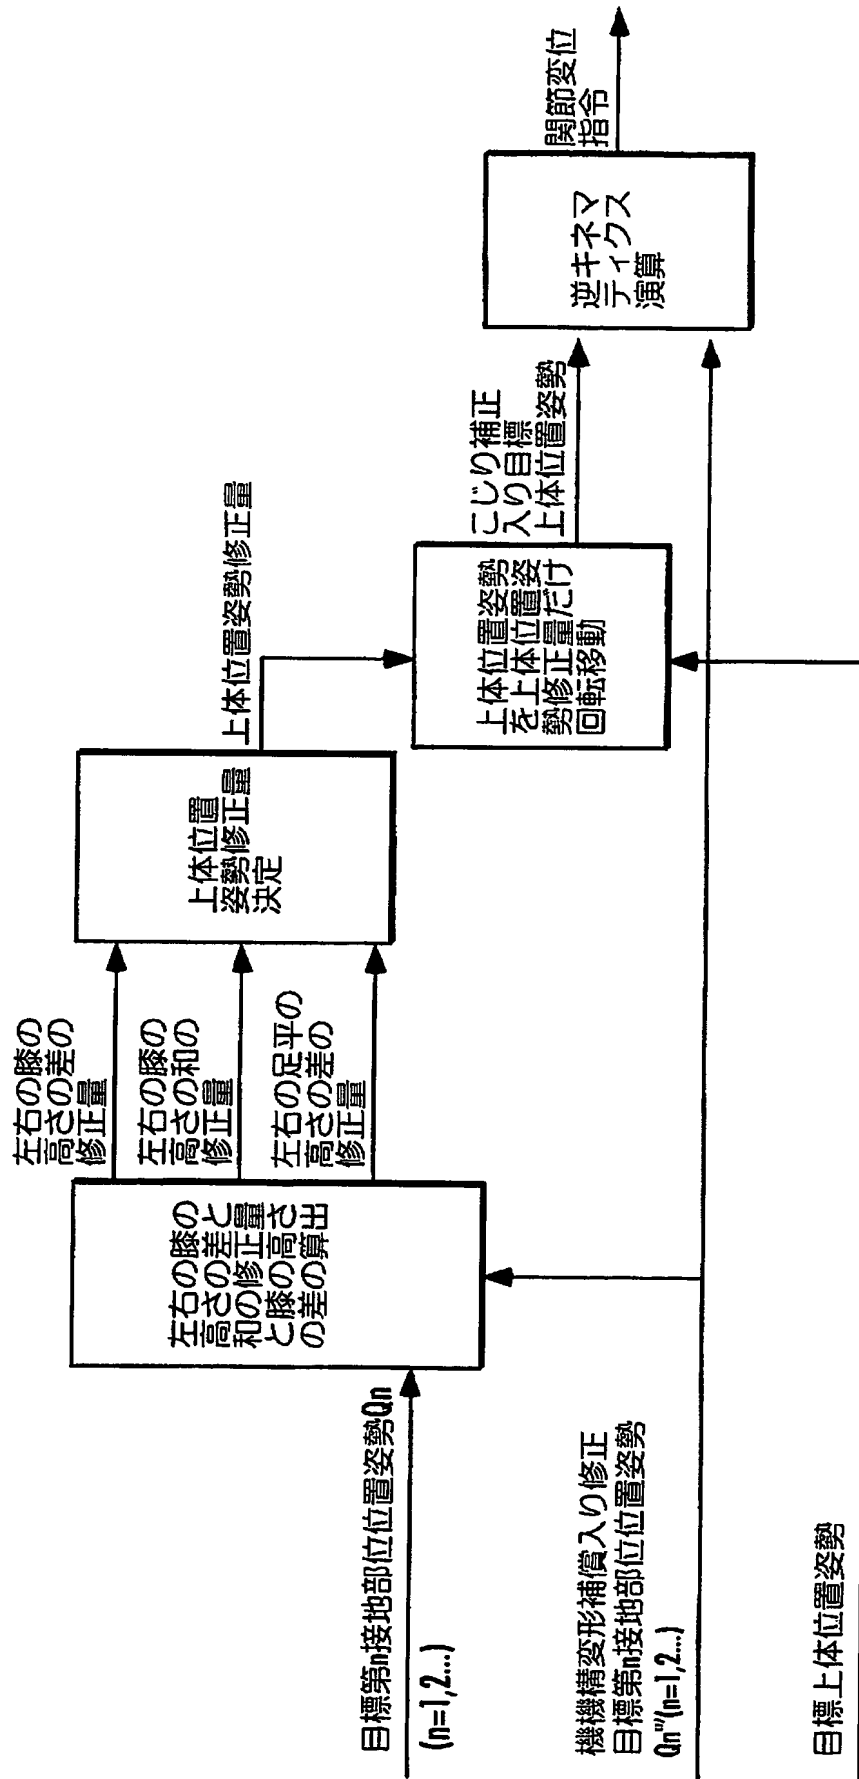 目標第n接地部位位置姿勢Qn
(n=1,2...)
機機構変形補償入り修正
目標第n接地部位位置姿勢
Qn'''(n=1,2...)
目標上体位置姿勢
左右の膝の
高さの差と
和の修正量
と膝の高さ
の差の算出
左右の膝の
高さの差の
修正量
左右の膝の
高さの和の
修正量
左右の足平の
高さの差の
修正量
上体位置
姿勢修正量
決定
上体位置姿勢修正量
上体位置姿勢
を上体位置姿
勢修正量だけ
回転移動
こじり補正
入り目標
上体位置姿勢
逆キネマ
ティクス
演算
関節変位
指令